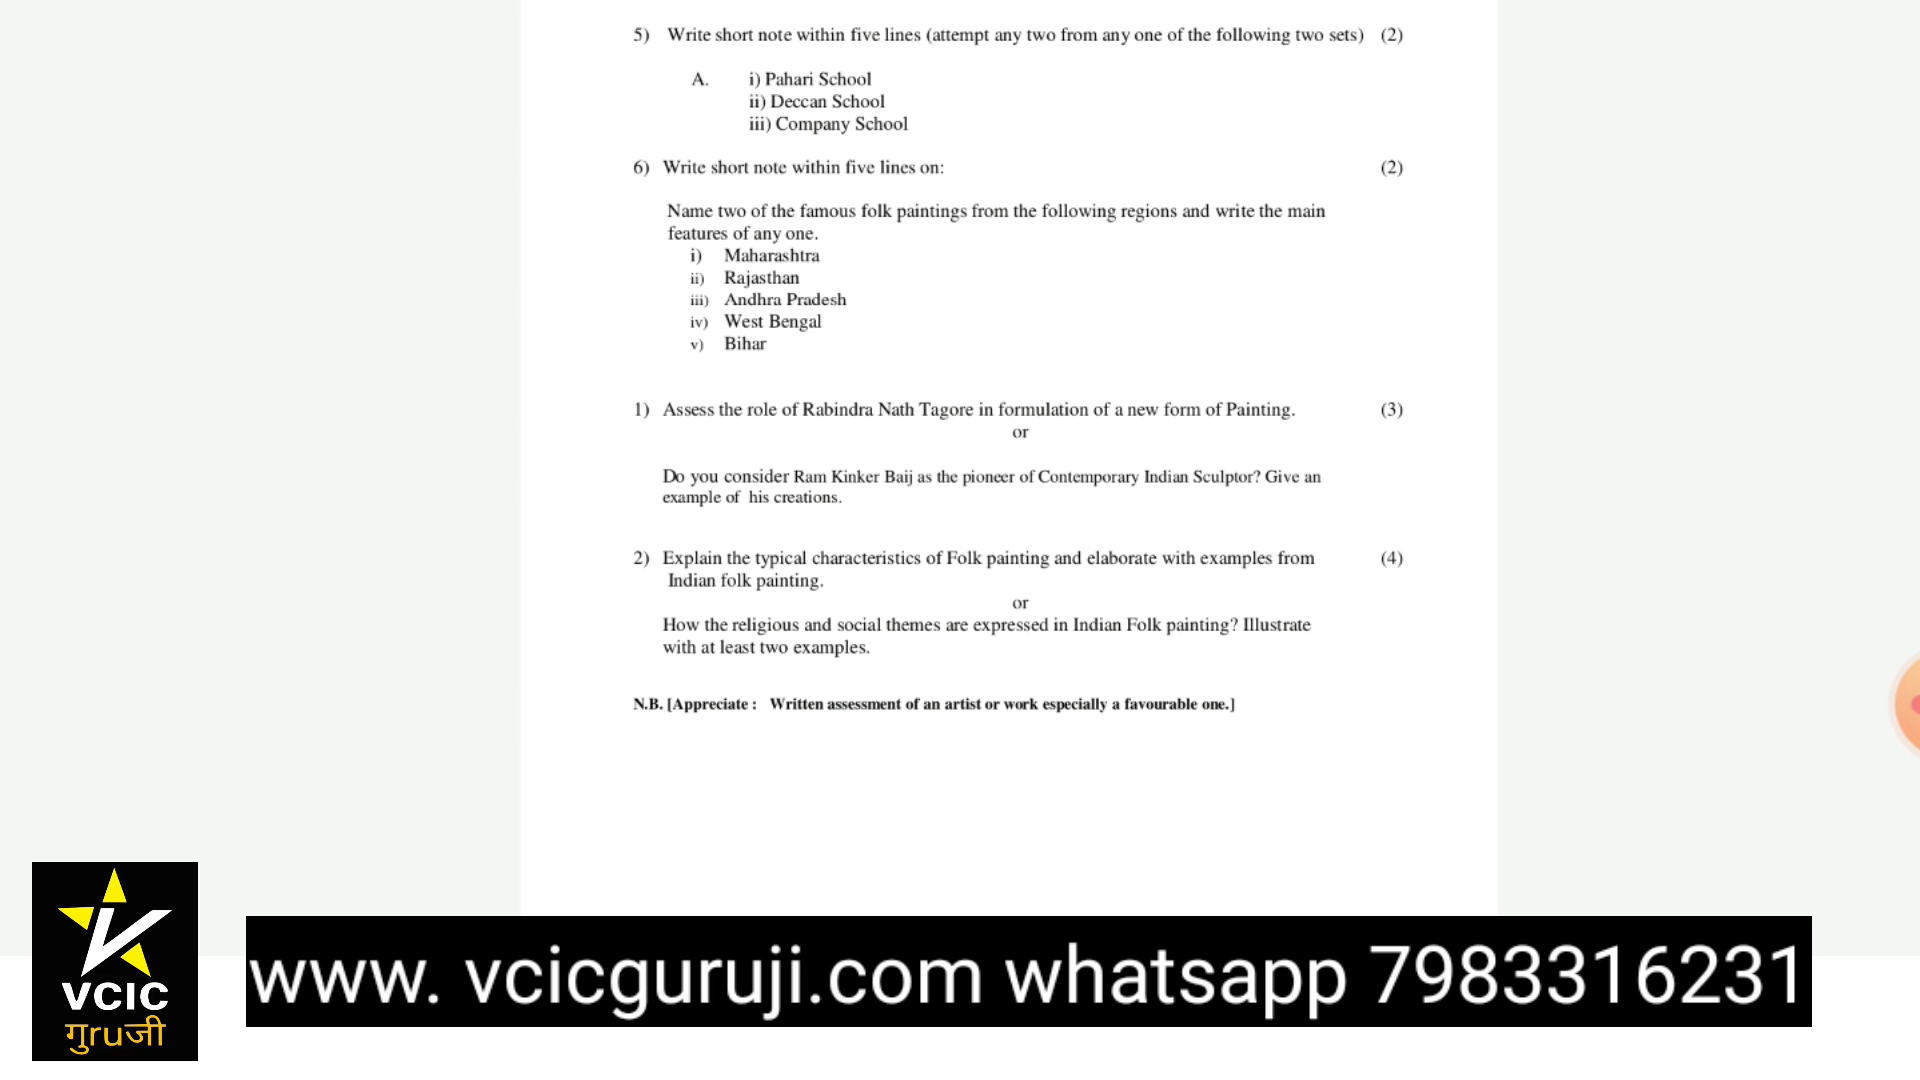 5) Write short note within five lines (attempt any two from any one of the following two sets) (2)
A. i) Pahari School
ii) Deccan School
iii) Company School
6) Write short note within five lines on: (2)
Name two of the famous folk paintings from the following regions and write the main
features of any one.
i) Maharashtra
ii) Rajasthan
iii) Andhra Pradesh
iv) West Bengal
v) Bihar
1) Assess the role of Rabindra Nath Tagore in formulation of a new form of Painting. (3)
or
Do you consider Ram Kinker Baij as the pioneer of Contemporary Indian Sculptor? Give an
example of his creations.
2) Explain the typical characteristics of Folk painting and elaborate with examples from (4)
Indian folk painting.
or
How the religious and social themes are expressed in Indian Folk painting? Illustrate
with at least two examples.
N.B. [Appreciate : Written assessment of an artist or work especially a favourable one.]
VCIC
गुruजी
www. vcicguruji.com whatsapp 7983316231